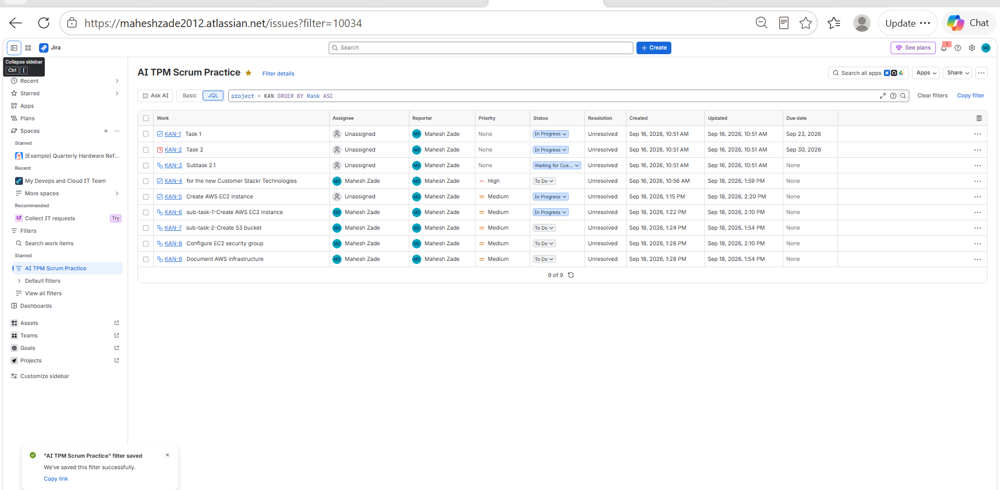 https://maheshzade2012.atlassian.net/issues?filter=10034
Update
Chat
Jira
Search
+ Create
See plans
1
MZ
Collapse sidebar
Ctrl [
Recent
Starred
Apps
Plans
Spaces
Starred
(Example) Quarterly Hardware Ref...
Recent
My Devops and Cloud IT Team
More spaces
Recommended
Collect IT requests Try
Filters
Search work items
Starred
AI TPM Scrum Practice
Default filters
View all filters
Dashboards
Assets
Teams
Goals
Projects
Customize sidebar
AI TPM Scrum Practice Filter details
Search all apps Apps Share
Ask AI Basic JQL project = KAN ORDER BY Rank ASC Clear filters Copy filter
Work Assignee Reporter Priority Status Resolution Created Updated Due date
KAN-1 Task 1 Unassigned MZ Mahesh Zade None In Progress Unresolved Sep 16, 2026, 10:51 AM Sep 16, 2026, 10:51 AM Sep 23, 2026
KAN-2 Task 2 Unassigned MZ Mahesh Zade None In Progress Unresolved Sep 16, 2026, 10:51 AM Sep 16, 2026, 10:51 AM Sep 30, 2026
KAN-3 Subtask 2.1 Unassigned MZ Mahesh Zade None Waiting for Cus... Unresolved Sep 16, 2026, 10:51 AM Sep 16, 2026, 10:51 AM None
KAN-4 for the new Customer Stackr Technologies MZ Mahesh Zade MZ Mahesh Zade High To Do Unresolved Sep 16, 2026, 10:56 AM Sep 18, 2026, 1:59 PM None
KAN-5 Create AWS EC2 instance Unassigned MZ Mahesh Zade Medium In Progress Unresolved Sep 18, 2026, 1:15 PM Sep 18, 2026, 2:20 PM None
KAN-6 sub-task-1-Create AWS EC2 instance MZ Mahesh Zade MZ Mahesh Zade Medium In Progress Unresolved Sep 18, 2026, 1:22 PM Sep 18, 2026, 2:10 PM None
KAN-7 sub-task-2-Create S3 bucket MZ Mahesh Zade MZ Mahesh Zade Medium To Do Unresolved Sep 18, 2026, 1:24 PM Sep 18, 2026, 1:54 PM None
KAN-8 Configure EC2 security group MZ Mahesh Zade MZ Mahesh Zade Medium To Do Unresolved Sep 18, 2026, 1:28 PM Sep 18, 2026, 2:10 PM None
KAN-9 Document AWS infrastructure MZ Mahesh Zade MZ Mahesh Zade Medium To Do Unresolved Sep 18, 2026, 1:28 PM Sep 18, 2026, 1:54 PM None
9 of 9
"AI TPM Scrum Practice" filter saved
We've saved this filter successfully.
Copy link